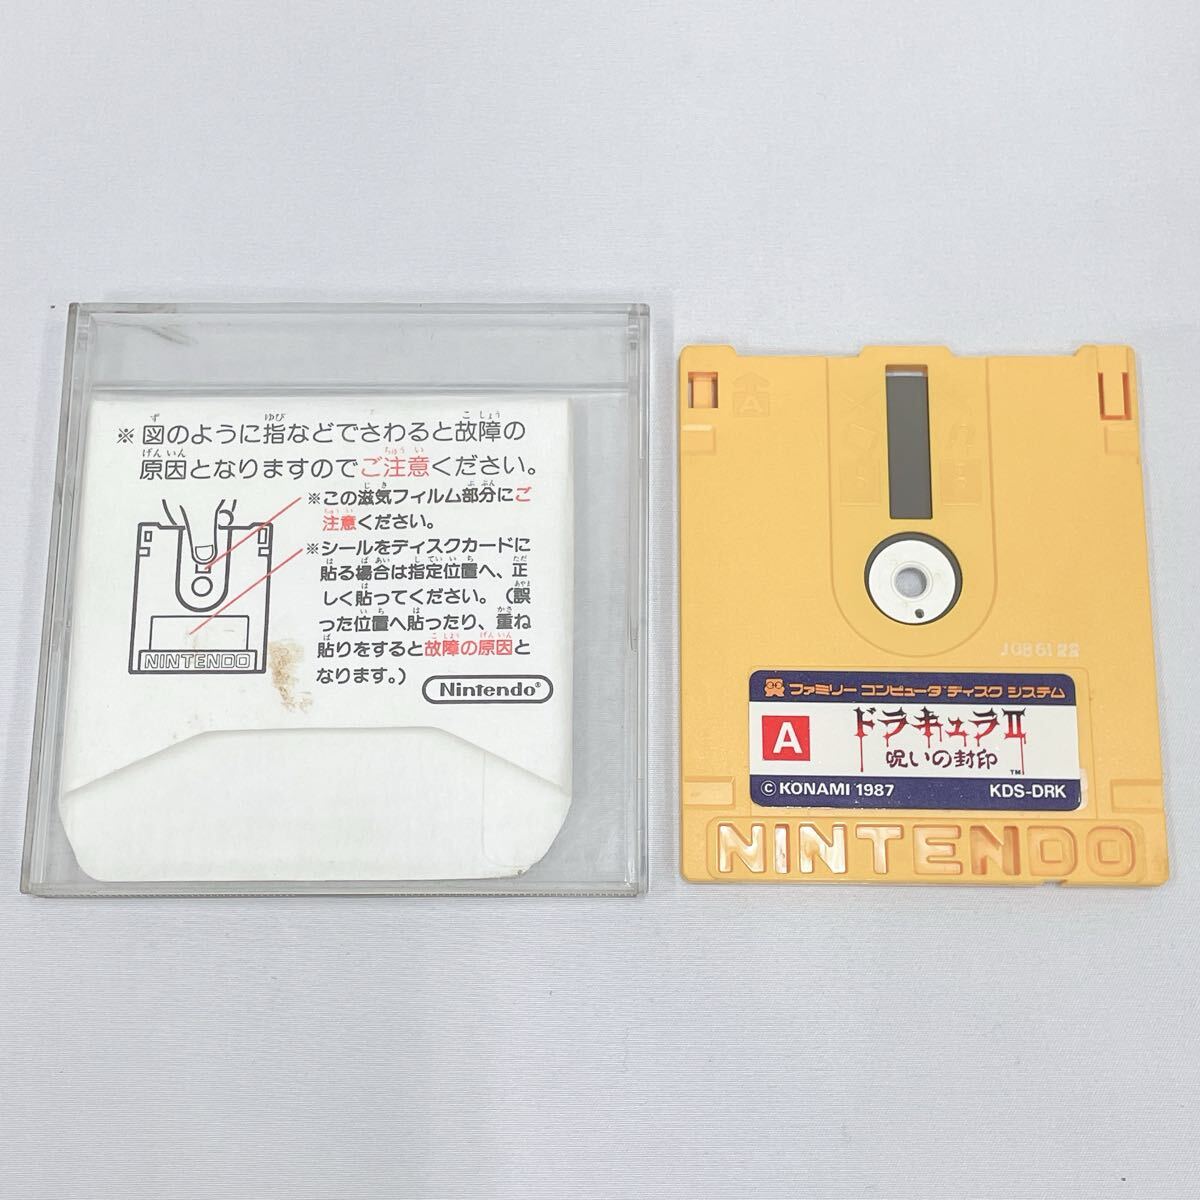 ※図のように指などでさわると故障の
原因となりますのでご注意ください。
※この滋気フィルム部分にご
注意ください。
※シールをディスクカードに
貼る場合は指定位置へ、正
しく貼ってください。(誤
った位置へ貼ったり、重ね
貼りをすると故障の原因と
なります。)
NINTENDO
Nintendo®
A
J0861 22
ファミリー コンピュータ ディスク システム
A
ドラキュラII
呪いの封印
TM
© KONAMI 1987 KDS-DRK
NINTENDO